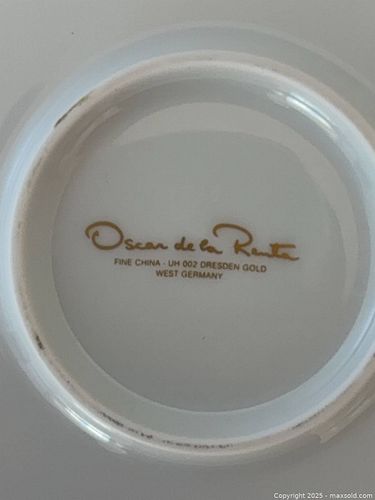 Oscar de la Renta
FINE CHINA - UH 002 DRESDEN GOLD
WEST GERMANY
Copyright 2025 - maxsold.com